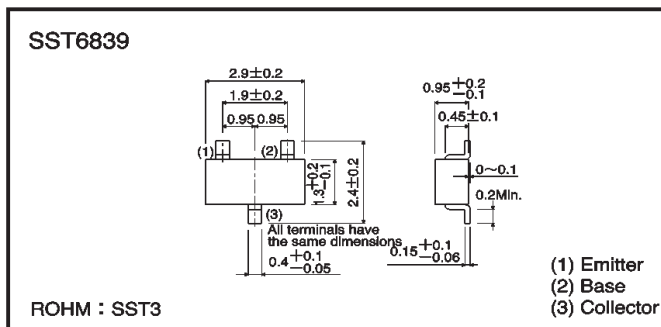 SST6839
2.9±0.2
1.9±0.2
0.95 0.95
(1) (2)
(3)
1.3+0.2 −0.1
2.4±0.2
All terminals have
the same dimensions
0.4+0.1 −0.05
0.95+0.2 −0.1
0.45±0.1
0~0.1
0.2Min.
0.15+0.1 −0.06
(1) Emitter
(2) Base
(3) Collector
ROHM : SST3